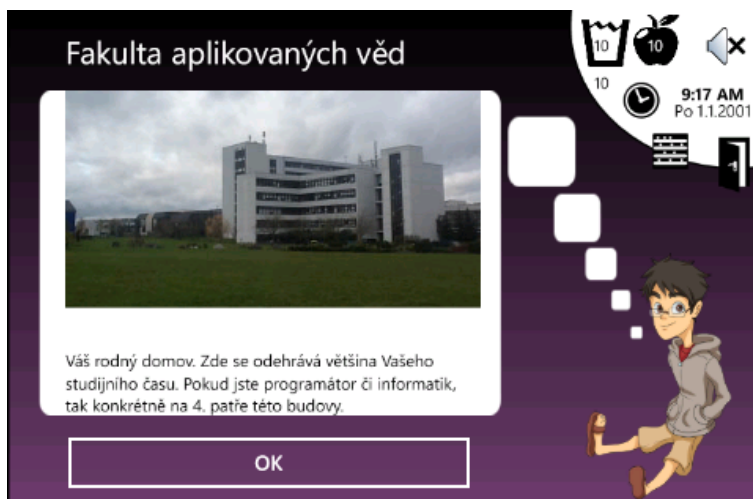 Fakulta aplikovaných věd
10
10
10
9:17 AM
Po 1.1.2001
Váš rodný domov. Zde se odehrává většina Vašeho
studijního času. Pokud jste programátor či informatik,
tak konkrétně na 4. patře této budovy.
OK